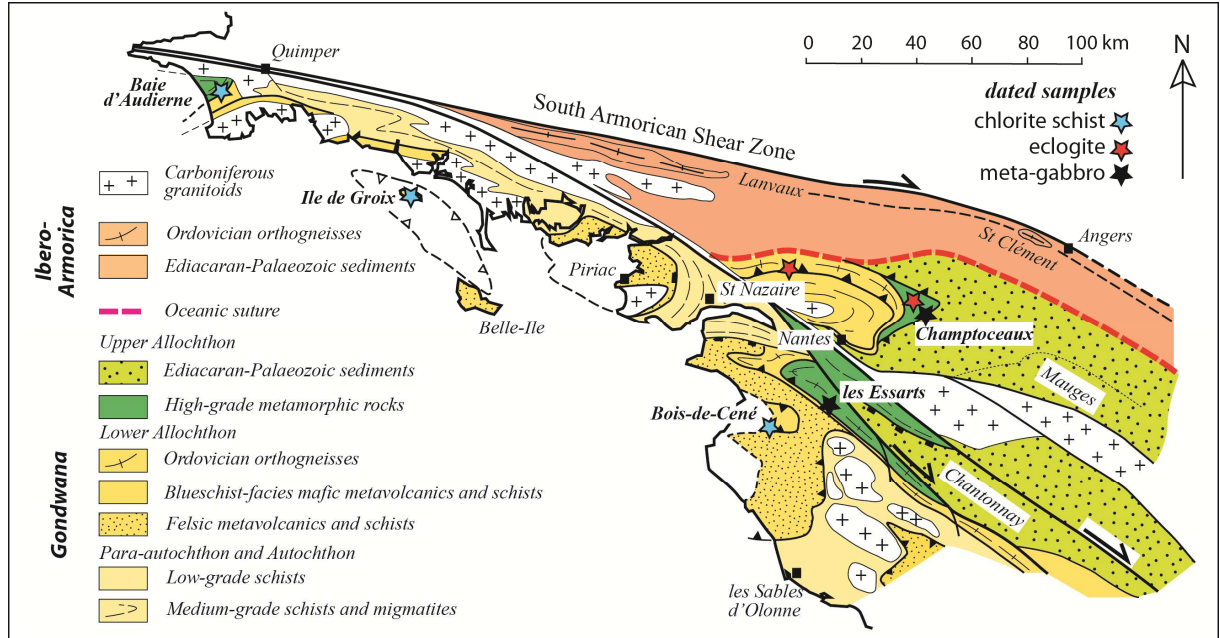 Quimper
0 20 40 60 80 100 km
N
Baie
d'Audierne
South Armorican Shear Zone
dated samples
chlorite schist
eclogite
meta-gabbro
Carboniferous
granitoids
Ile de Groix
Lanvaux
Ibero-
Armorica
Ordovician orthogneisses
St Clément
Angers
Ediacaran-Palaeozoic sediments
Piriac
St Nazaire
Oceanic suture
Belle-Ile
Upper Allochthon
Nantes
Champtoceaux
Ediacaran-Palaeozoic sediments
Mauges
High-grade metamorphic rocks
les Essarts
Bois-de-Cené
Gondwana
Lower Allochthon
Ordovician orthogneisses
Blueschist-facies mafic metavolcanics and schists
Chantonnay
Felsic metavolcanics and schists
Para-autochthon and Autochthon
Low-grade schists
les Sables
d'Olonne
Medium-grade schists and migmatites